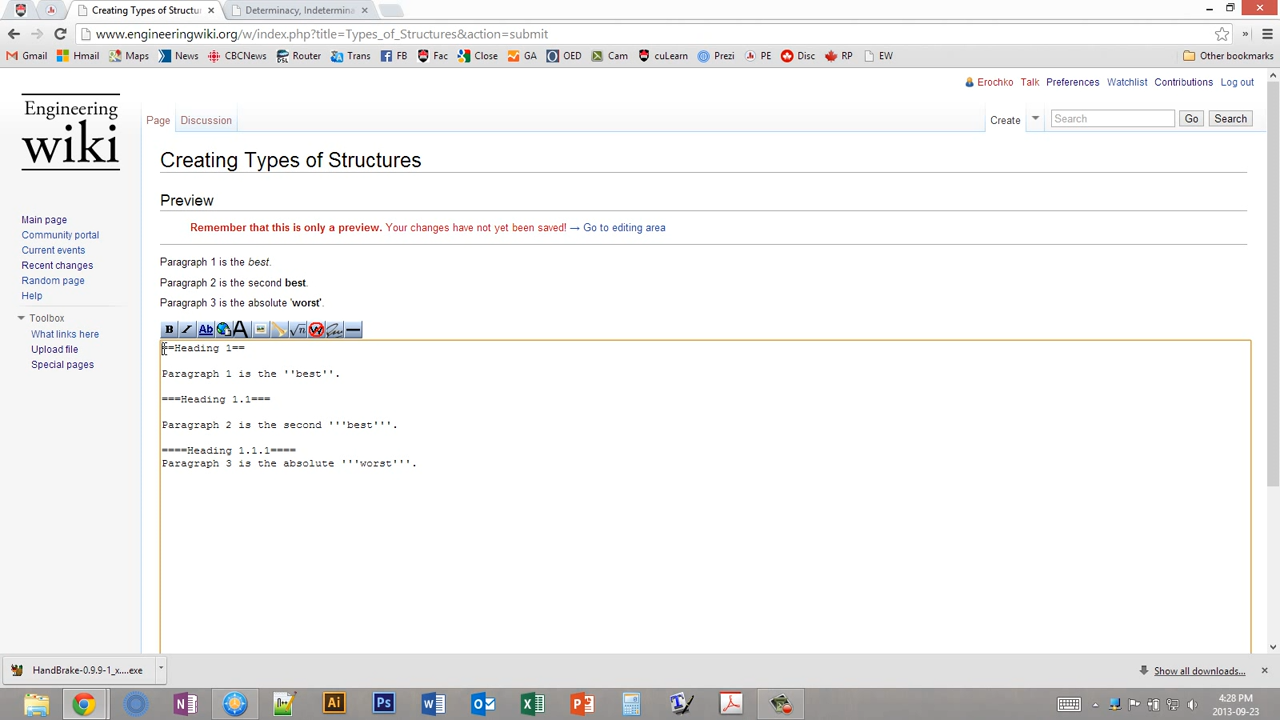 Creating Types of Structur
Determinacy, Indetermina
www.engineeringwiki.org/w/index.php?title=Types_of_Structures&action=submit
Gmail Hmail Maps News CBCNews Router Trans FB Fac Close GA OED Cam cuLearn Prezi PE Disc RP EW Other bookmarks
Erochko Talk Preferences Watchlist Contributions Log out
Engineering
wiki
Page Discussion Create Search Go Search
Creating Types of Structures
Preview
Remember that this is only a preview. Your changes have not yet been saved! → Go to editing area
Main page
Community portal
Current events
Recent changes
Random page
Help
Toolbox
What links here
Upload file
Special pages
Paragraph 1 is the best.
Paragraph 2 is the second best.
Paragraph 3 is the absolute 'worst'.
B I Ab A √n W
==Heading 1==
Paragraph 1 is the ''best''.
===Heading 1.1===
Paragraph 2 is the second '''best'''.
====Heading 1.1.1====
Paragraph 3 is the absolute '''worst'''.
HandBrake-0.9.9-1_x....exe
Show all downloads...
4:28 PM
2013-09-23